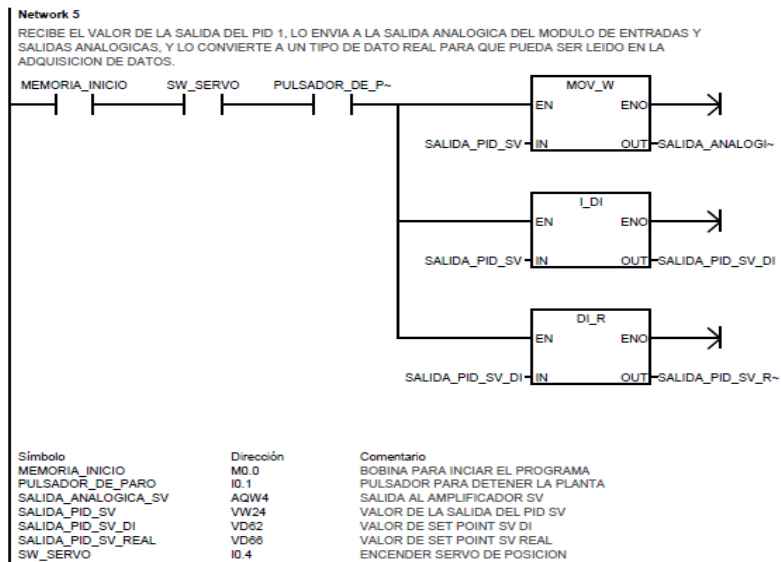 Network 5
RECIBE EL VALOR DE LA SALIDA DEL PID 1, LO ENVIA A LA SALIDA ANALOGICA DEL MODULO DE ENTRADAS Y
SALIDAS ANALOGICAS, Y LO CONVIERTE A UN TIPO DE DATO REAL PARA QUE PUEDA SER LEIDO EN LA
ADQUISICION DE DATOS.
MEMORIA_INICIO SW_SERVO PULSADOR_DE_P~ MOV_W
EN ENO
SALIDA_PID_SV IN OUT SALIDA_ANALOGI~
I_DI
EN ENO
SALIDA_PID_SV IN OUT SALIDA_PID_SV_DI
DI_R
EN ENO
SALIDA_PID_SV_DI IN OUT SALIDA_PID_SV_R~
Símbolo Dirección Comentario
MEMORIA_INICIO M0.0 BOBINA PARA INCIAR EL PROGRAMA
PULSADOR_DE_PARO I0.1 PULSADOR PARA DETENER LA PLANTA
SALIDA_ANALOGICA_SV AQW4 SALIDA AL AMPLIFICADOR SV
SALIDA_PID_SV VW24 VALOR DE LA SALIDA DEL PID SV
SALIDA_PID_SV_DI VD62 VALOR DE SET POINT SV DI
SALIDA_PID_SV_REAL VD66 VALOR DE SET POINT SV REAL
SW_SERVO I0.4 ENCENDER SERVO DE POSICION